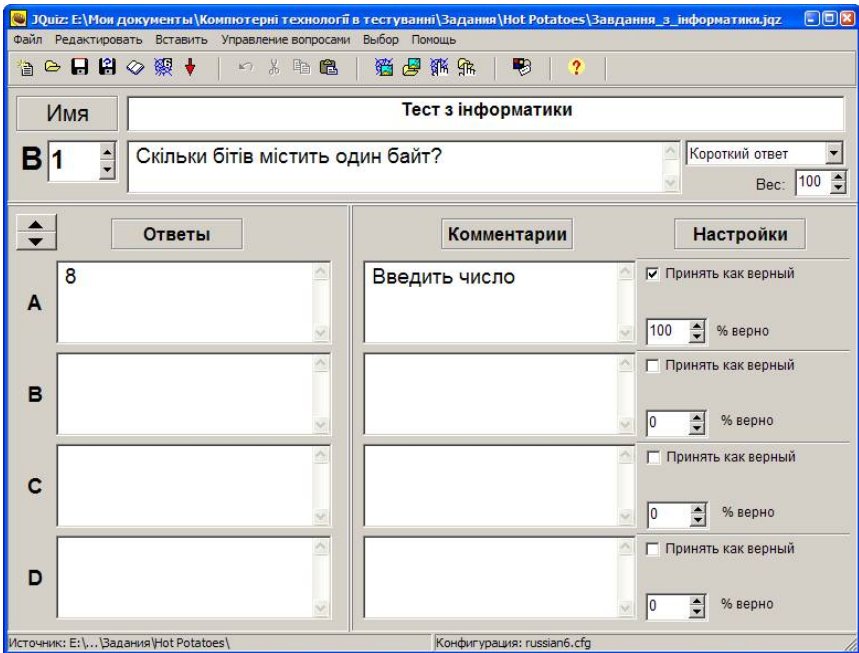 JQuiz: E:\Мои документы\Компютерні технології в тестуванні\Задания\Hot Potatoes\Завдання_з_інформатики.jqz
Файл Редактировать Вставить Управление вопросами Выбор Помощь
Имя Тест з інформатики
В 1 Скільки бітів містить один байт? Короткий ответ
Вес: 100
Ответы Комментарии Настройки
A 8 Введить число Принять как верный
100 % верно
B Принять как верный
0 % верно
C Принять как верный
0 % верно
D Принять как верный
0 % верно
Источник: E:\...\Задания\Hot Potatoes\ Конфигурация: russian6.cfg